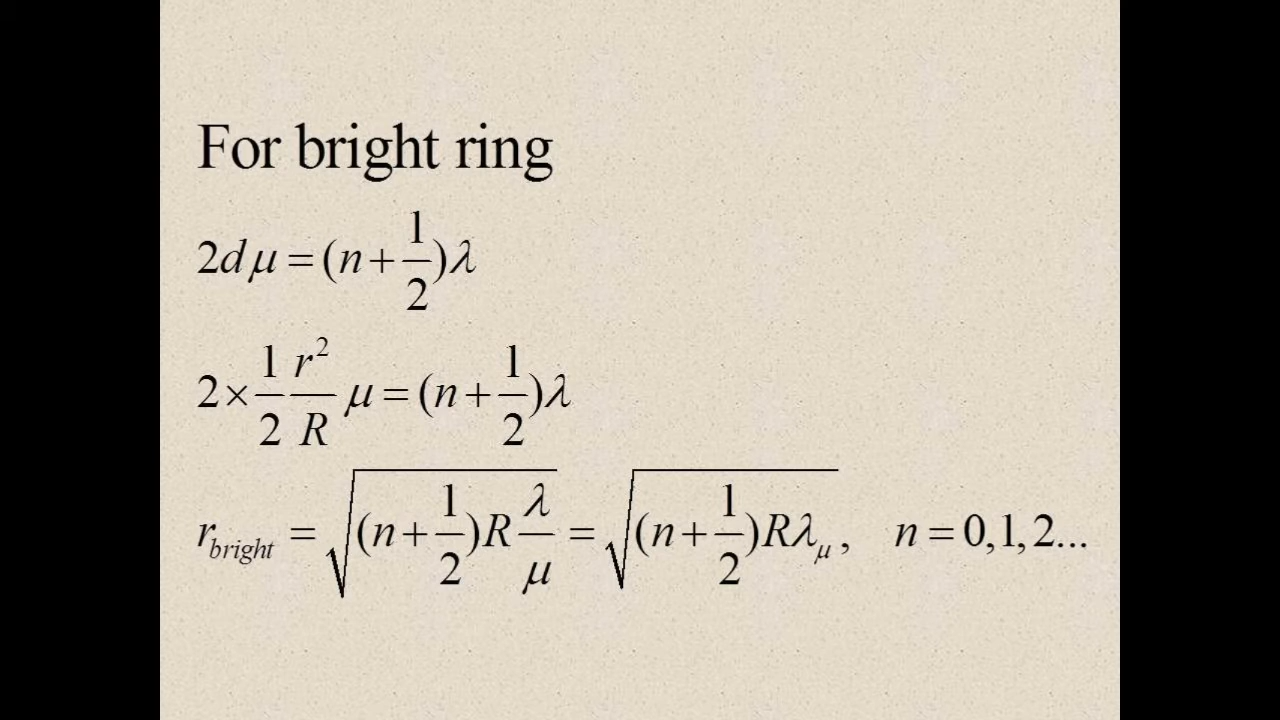 For bright ring
2dμ = (n + 1/2)λ
2 × 1/2 r²/R μ = (n + 1/2)λ
r_bright = √((n + 1/2)R λ/μ) = √((n + 1/2)Rλ_μ), n = 0,1,2...